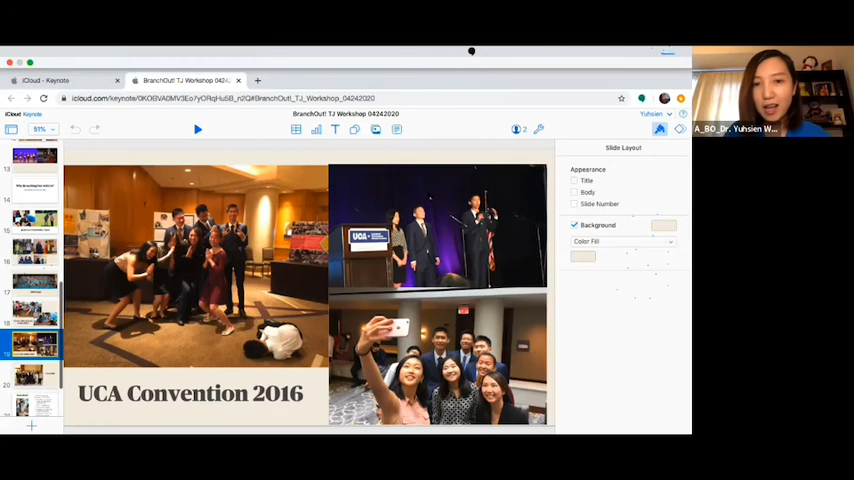 iCloud - Keynote
BranchOut! TJ Workshop 0424
icloud.com/keynote/0KOBVA0MV3Eo7yORqHu5B_n2Q#BranchOut!_TJ_Workshop_04242020
iCloud Keynote
BranchOut! TJ Workshop 04242020
Yuhsien
51%
2
Slide Layout
Appearance
Title
Body
Slide Number
Background
Color Fill
13
14
15
16
17
18
19
20
UCA
UCA Convention 2016
A_BO_Dr. Yuhsien W...